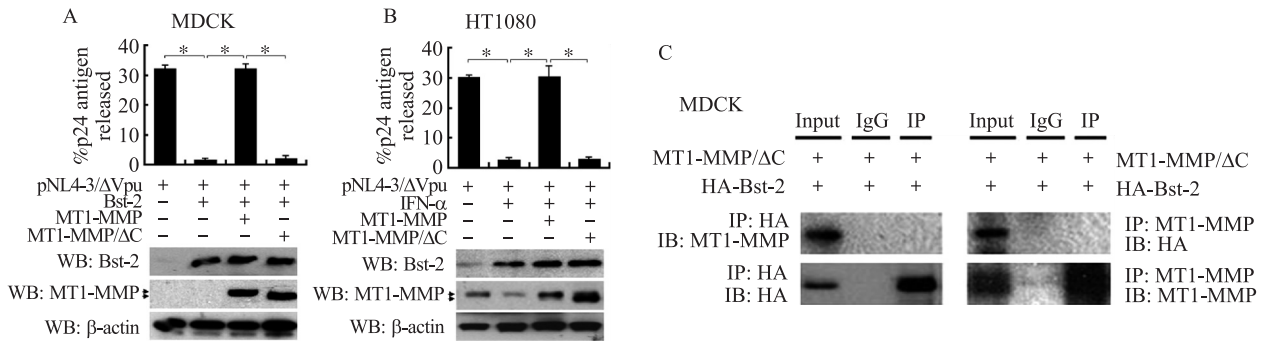 A
MDCK
%p24 antigen released
40
30
20
10
0
* * *
pNL4-3/ΔVpu + + + +
Bst-2 − + + +
MT1-MMP − − + −
MT1-MMP/ΔC − − − +
WB: Bst-2
WB: MT1-MMP
WB: β-actin
B
HT1080
%p24 antigen released
40
30
20
10
0
* * *
pNL4-3/ΔVpu + + + +
IFN-α − + + +
MT1-MMP − − + −
MT1-MMP/ΔC − − − +
WB: Bst-2
WB: MT1-MMP
WB: β-actin
C
MDCK
Input IgG IP
MT1-MMP/ΔC + + +
HA-Bst-2 + + +
IP: HA
IB: MT1-MMP
IP: HA
IB: HA
Input IgG IP
+ + + MT1-MMP/ΔC
+ + + HA-Bst-2
IP: MT1-MMP
IB: HA
IP: MT1-MMP
IB: MT1-MMP